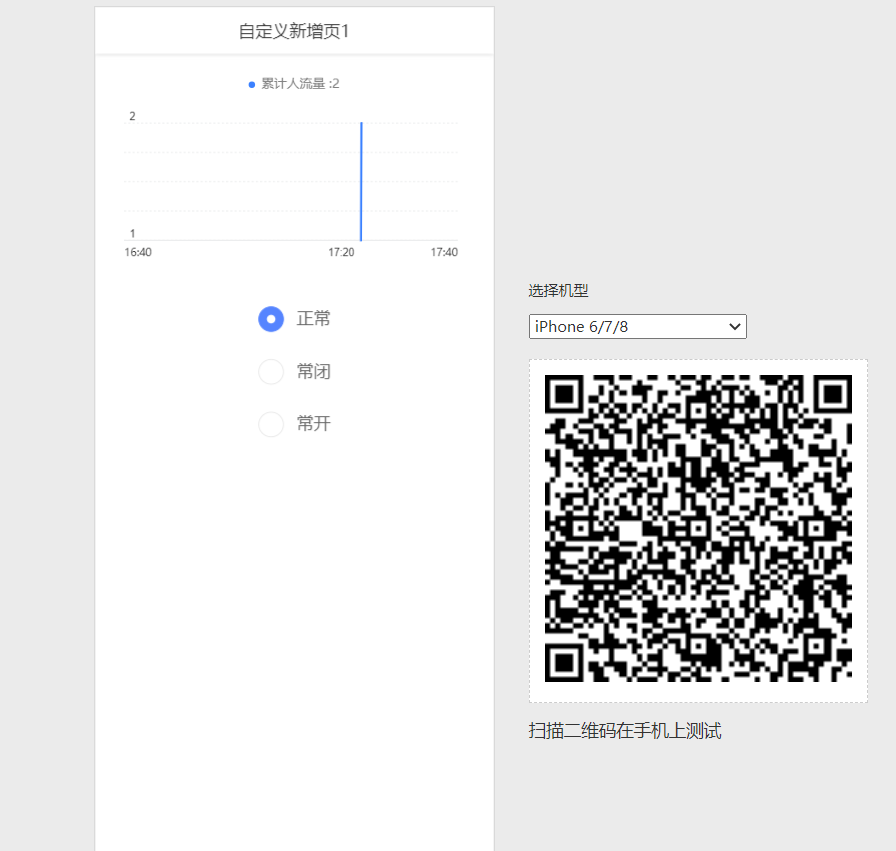 自定义新增页1
累计人流量 :2
2
1
16:40 17:20 17:40
正常
常闭
常开
选择机型
iPhone 6/7/8
扫描二维码在手机上测试